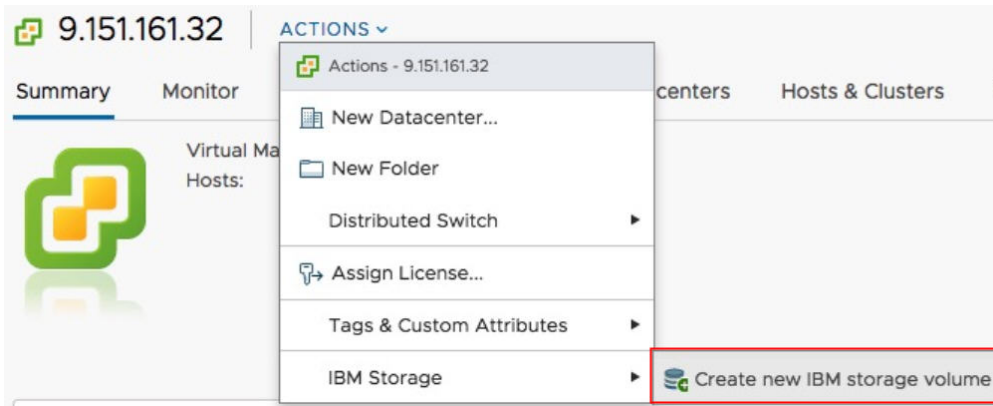 9.151.161.32 ACTIONS
Actions - 9.151.161.32
Summary Monitor centers Hosts & Clusters
New Datacenter...
Virtual Ma
New Folder
Hosts:
Distributed Switch
Assign License...
Tags & Custom Attributes
IBM Storage
Create new IBM storage volume